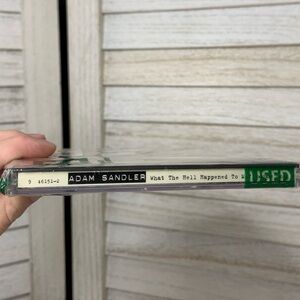 9 46151-2 ADAM SANDLER What The Hell Happened To USED